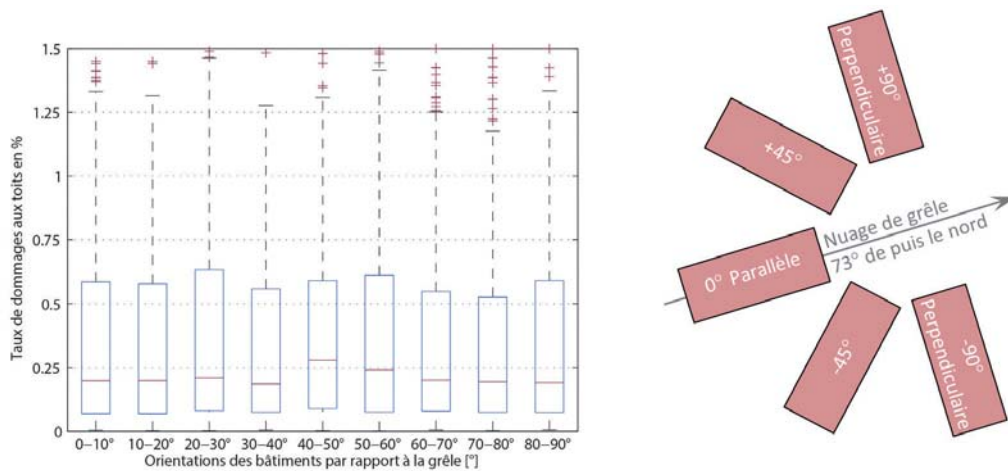 Taux de dommages aux toits en %
1.5
1.25
1
0.75
0.5
0.25
0
0–10° 10–20° 20–30° 30–40° 40–50° 50–60° 60–70° 70–80° 80–90°
Orientations des bâtiments par rapport à la grêle [°]
+90°
Perpendiculaire
+45°
Nuage de grêle
73° de puis le nord
0° Parallèle
-45°
-90°
Perpendiculaire